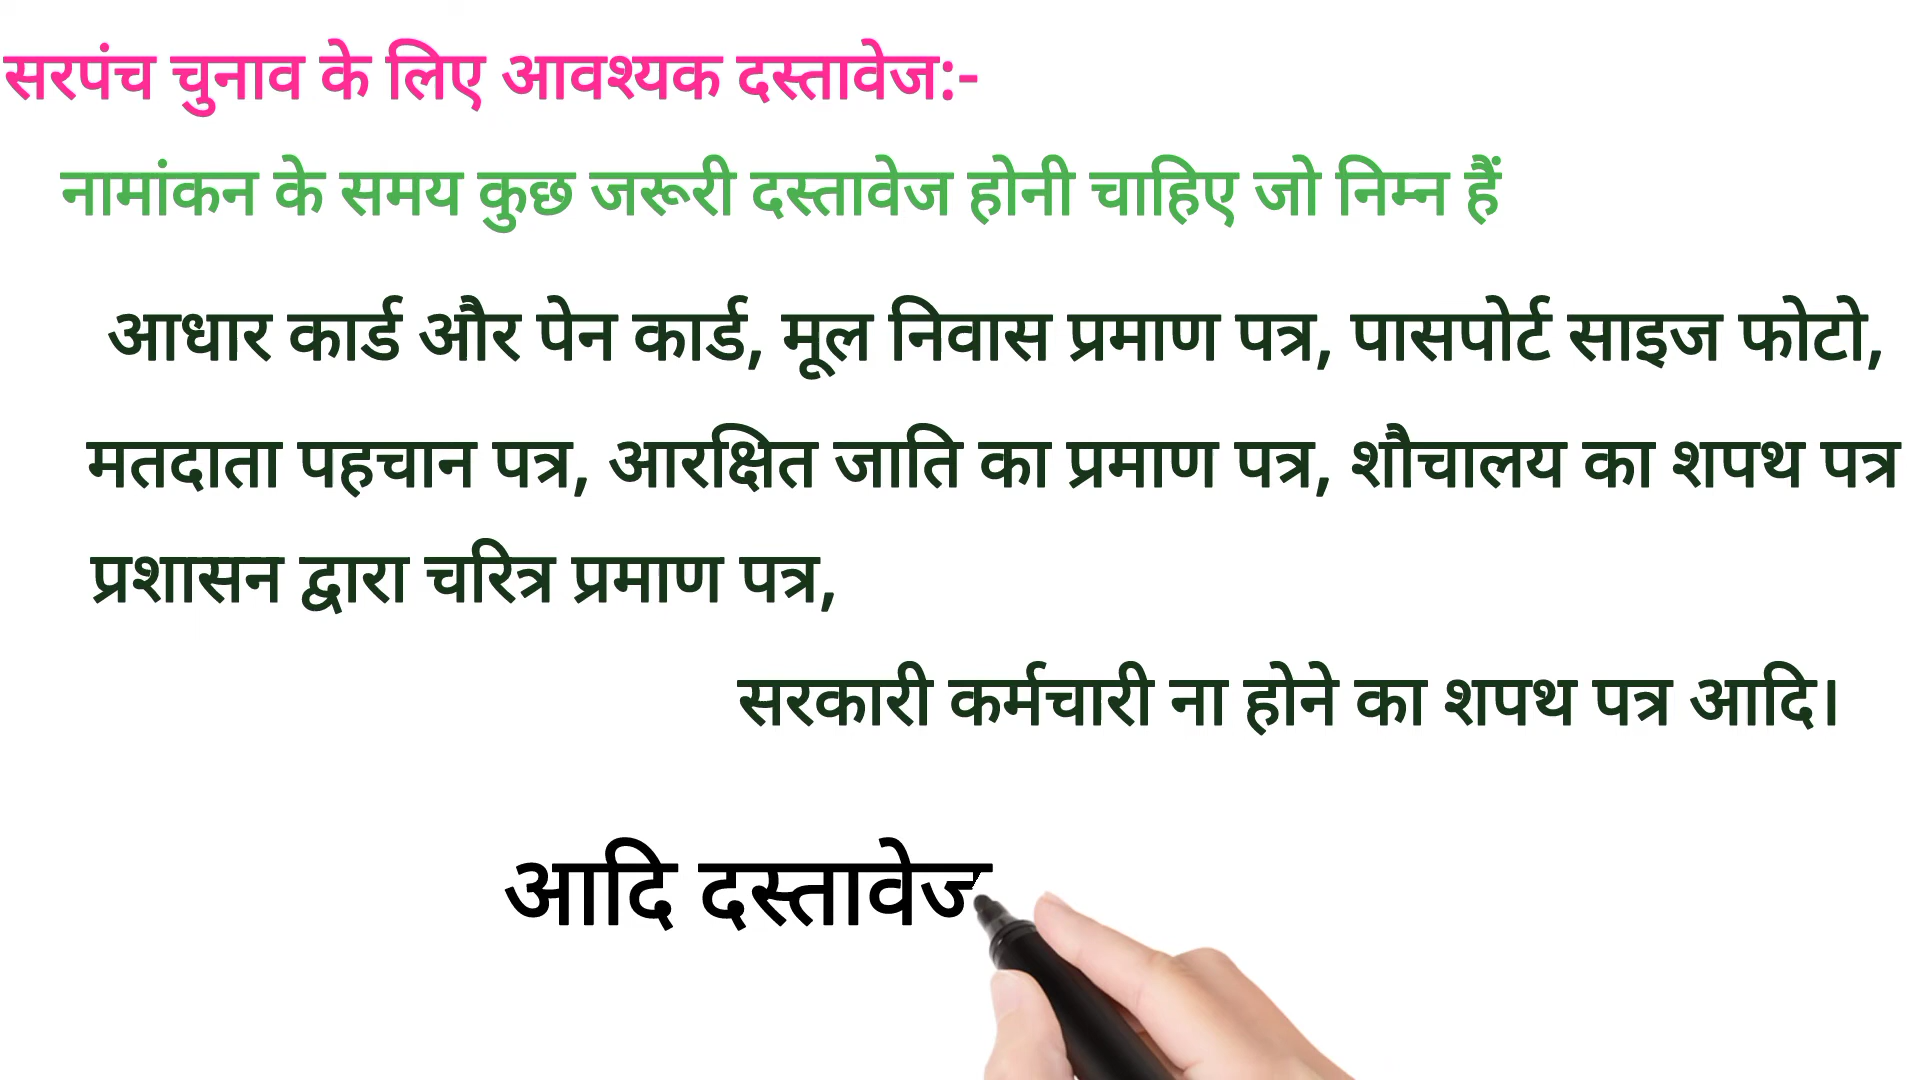 सरपंच चुनाव के लिए आवश्यक दस्तावेज:-
नामांकन के समय कुछ जरूरी दस्तावेज होनी चाहिए जो निम्न हैं
आधार कार्ड और पेन कार्ड, मूल निवास प्रमाण पत्र, पासपोर्ट साइज फोटो,
मतदाता पहचान पत्र, आरक्षित जाति का प्रमाण पत्र, शौचालय का शपथ पत्र
प्रशासन द्वारा चरित्र प्रमाण पत्र,
सरकारी कर्मचारी ना होने का शपथ पत्र आदि।
आदि दस्तावेज